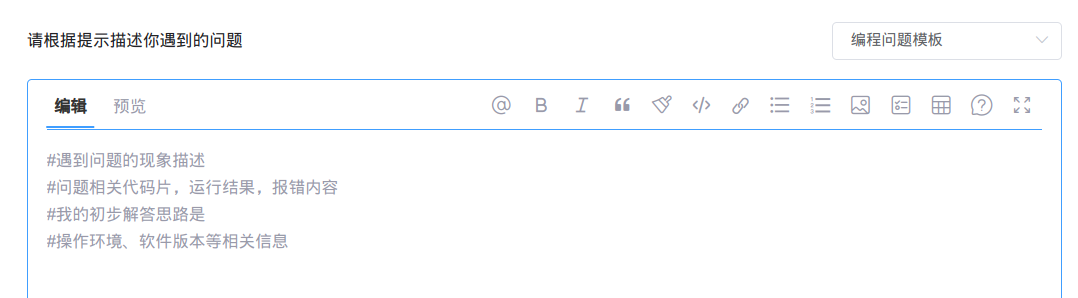 请根据提示描述你遇到的问题
编程问题模板
编辑 预览
#遇到问题的现象描述
#问题相关代码片，运行结果，报错内容
#我的初步解答思路是
#操作环境、软件版本等相关信息